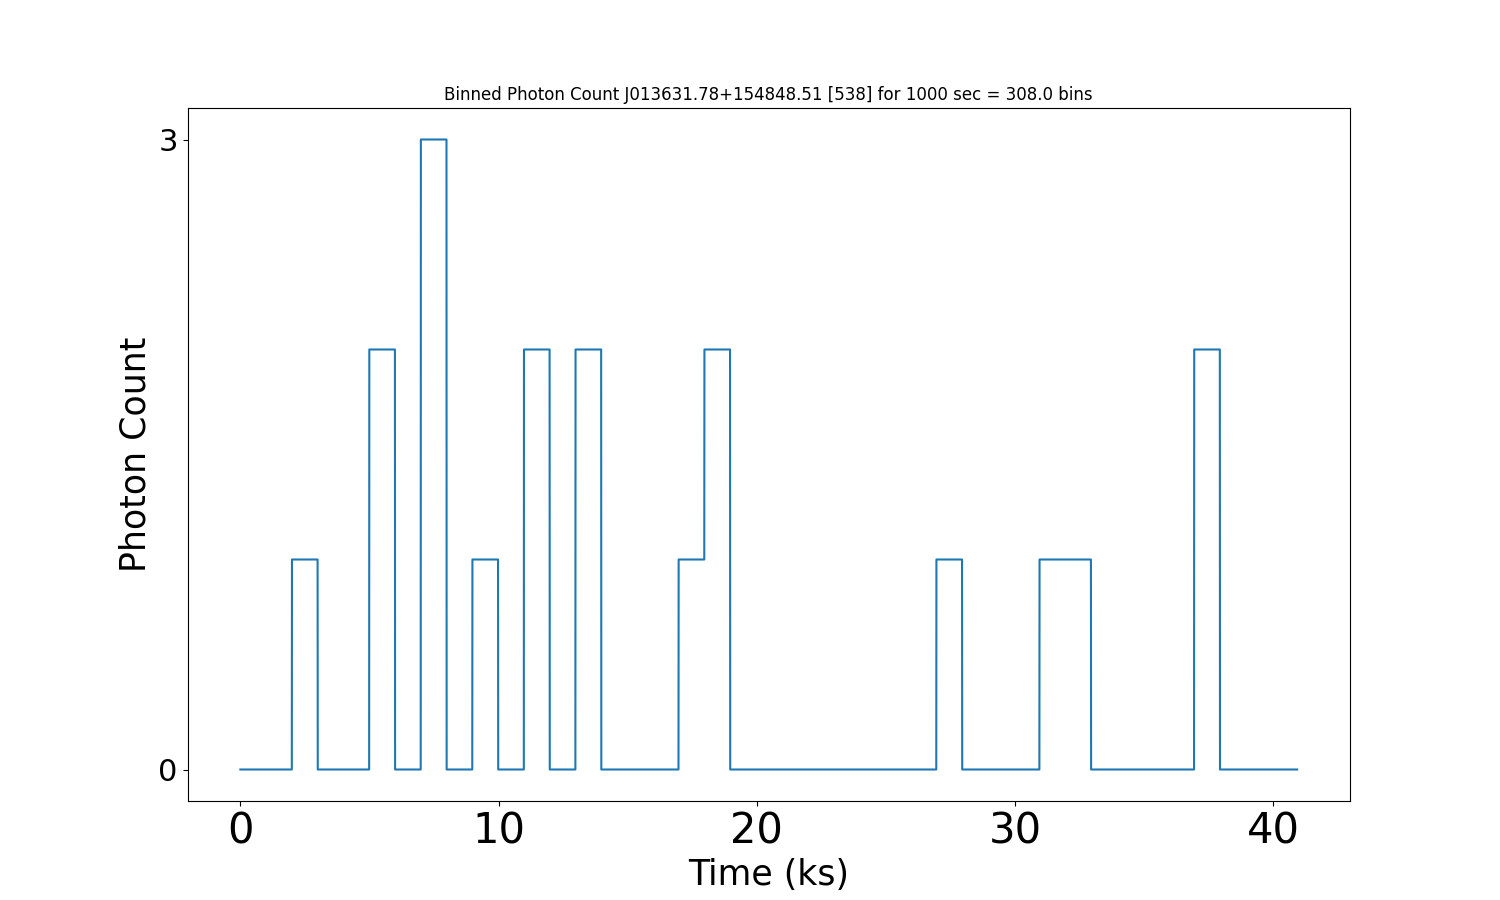 Binned Photon Count J013631.78+154848.51 [538] for 1000 sec = 308.0 bins
3
Photon Count
0
0 10 20 30 40
Time (ks)